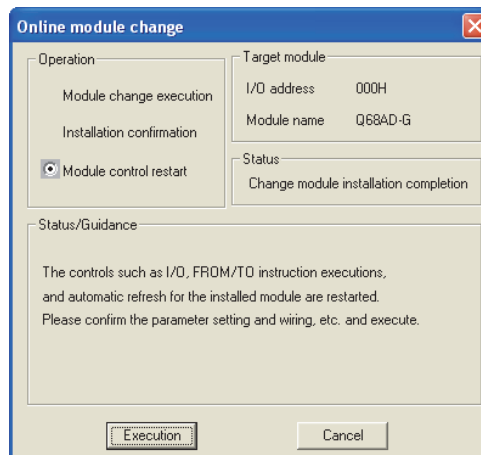 Online module change
Operation
Module change execution
Installation confirmation
Module control restart
Target module
I/O address 000H
Module name Q68AD-G
Status
Change module installation completion
Status/Guidance
The controls such as I/O, FROM/TO instruction executions,
and automatic refresh for the installed module are restarted.
Please confirm the parameter setting and wiring, etc. and execute.
Execution Cancel